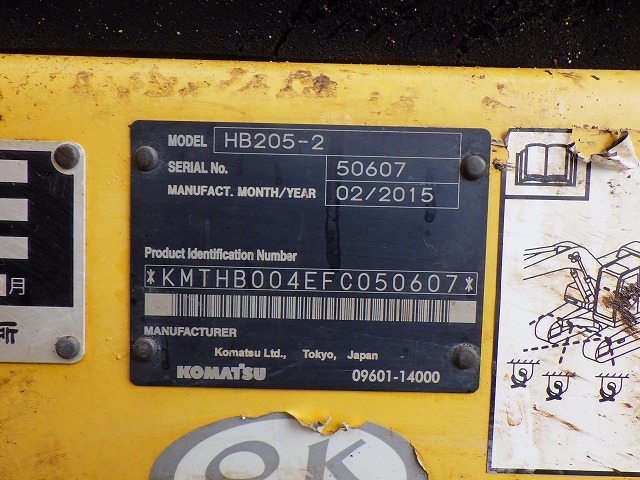 MODEL HB205-2
SERIAL No. 50607
MANUFACT. MONTH/YEAR 02/2015
Product Identification Number
*KMTHB004EFC050607*
MANUFACTURER
Komatsu Ltd., Tokyo, Japan
KOMATSU 09601-14000
月
所
OK